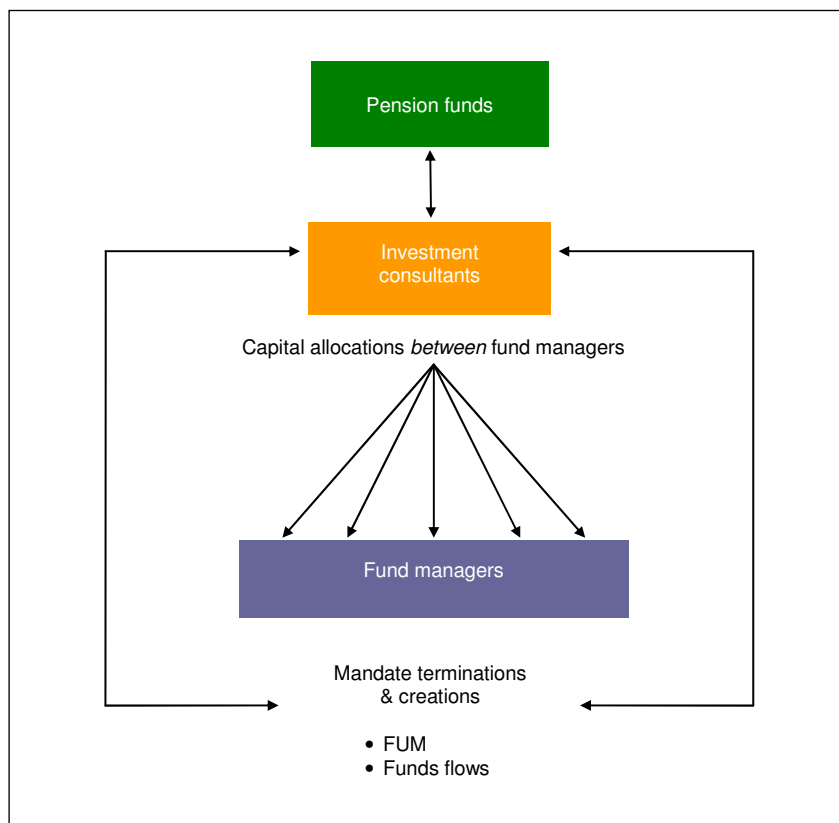 Pension funds
Investment
consultants
Capital allocations between fund managers
Fund managers
Mandate terminations
& creations
• FUM
• Funds flows